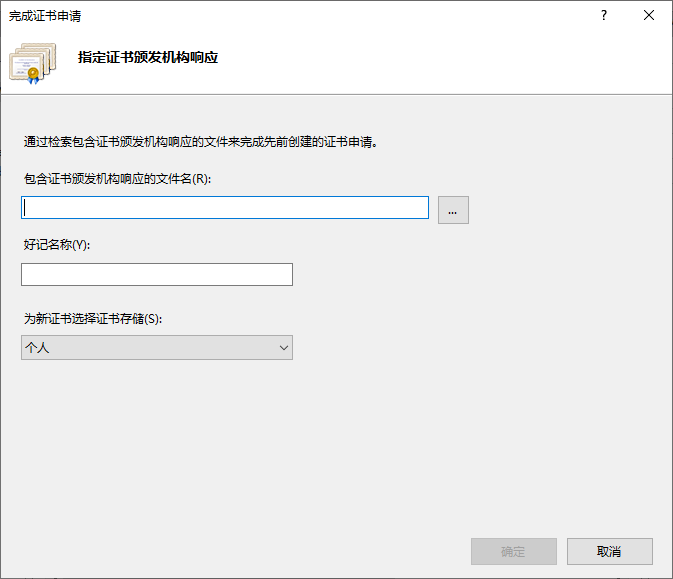 完成证书申请
?
指定证书颁发机构响应
通过检索包含证书颁发机构响应的文件来完成先前创建的证书申请。
包含证书颁发机构响应的文件名(R):
...
好记名称(Y):
为新证书选择证书存储(S):
个人
确定
取消